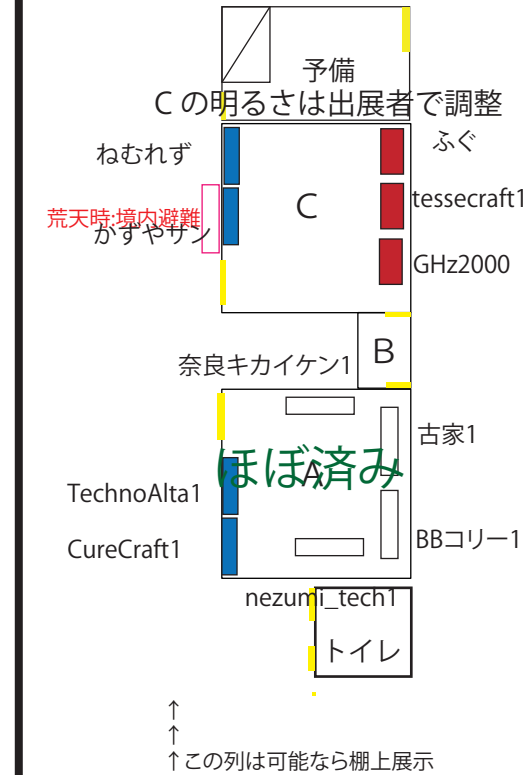 予備
Cの明るさは出展者で調整
ねむれず
ふぐ
荒天時:境内避難
かずやサン
C
tessecraft1
GHz2000
奈良キカイケン1
B
古家1
ほぼ済み
A
TechnoAlta1
CureCraft1
BBコリー1
nezumi_tech1
トイレ
↑
↑
↑この列は可能なら棚上展示